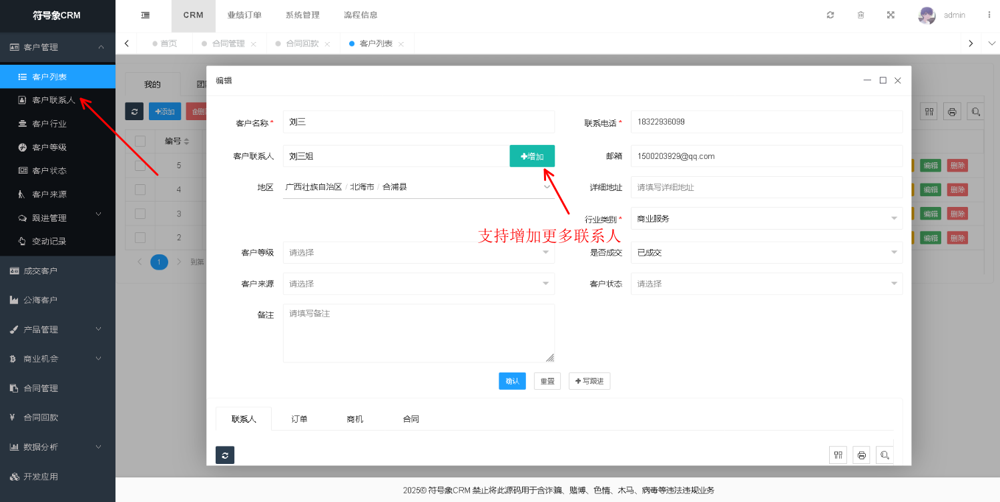 符号象CRM
CRM
业绩订单
系统管理
流程信息
admin
客户管理
客户列表
客户联系人
客户行业
客户等级
客户状态
客户来源
跟进管理
变动记录
成交客户
公海客户
产品管理
商业机会
合同管理
合同回款
数据分析
开发应用
首页
合同管理
合同回款
客户列表
我的
添加
编号
5
4
3
2
1
到第
编辑
客户名称*
刘三
联系电话*
18322936099
客户联系人
刘三姐
增加
邮箱
1500203929@qq.com
地区
广西壮族自治区 / 北海市 / 合浦县
详细地址
请填写详细地址
行业类别*
商业服务
支持增加更多联系人
客户等级
请选择
是否成交
已成交
客户来源
请选择
客户状态
请选择
备注
请填写备注
确认
重置
写跟进
联系人
订单
商机
合同
编辑
删除
编辑
删除
编辑
删除
编辑
删除
2025© 符号象CRM 禁止将此源码用于含诈骗、赌博、色情、木马、病毒等违法违规业务